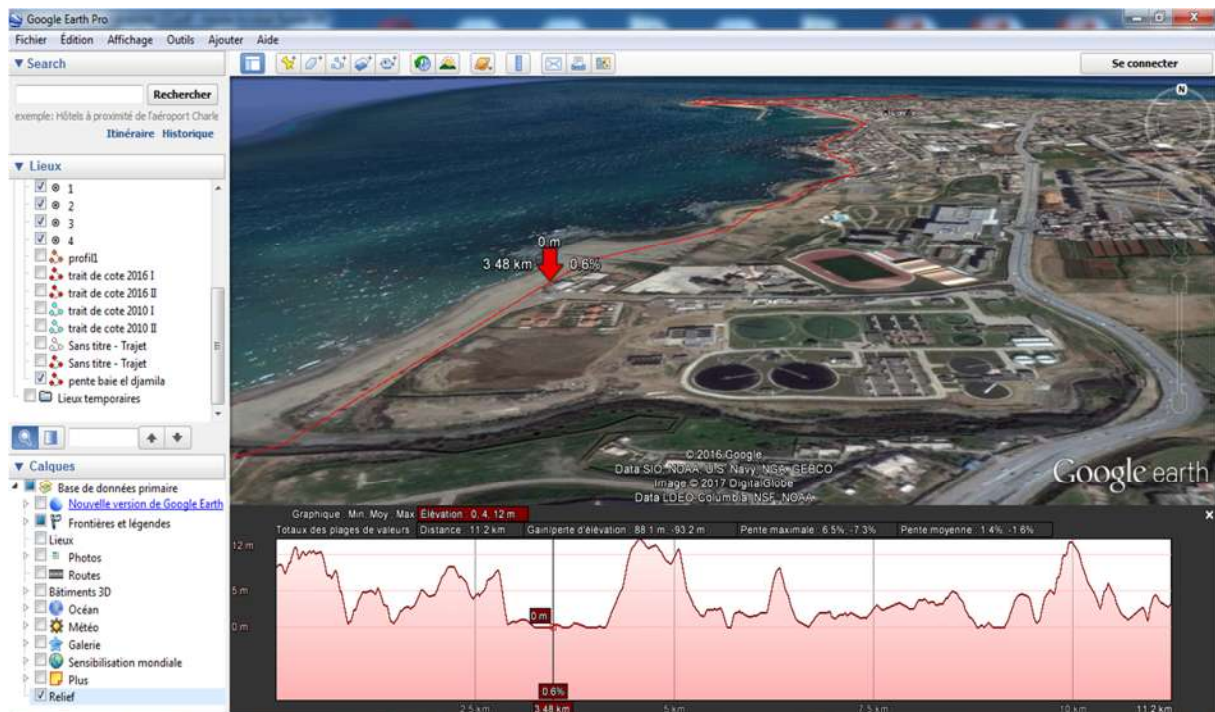 Google Earth Pro
Fichier Édition Affichage Outils Ajouter Aide
Search
Se connecter
Rechercher
exemple: Hôtels à proximité de l'aéroport Charle
Itinéraire Historique
Lieux
1
2
3
4
profil1
trait de cote 2016 I
trait de cote 2016 II
trait de cote 2010 I
trait de cote 2010 II
Sans titre - Trajet
Sans titre - Trajet
pente baie el djamila
Lieux temporaires
Calques
Base de données primaire
Nouvelle version de Google Earth
Frontières et légendes
Lieux
Photos
Routes
Bâtiments 3D
Océan
Météo
Galerie
Sensibilisation mondiale
Plus
Relief
N
0 m
3.48 km 0.6%
© 2016 Google
Data SIO, NOAA, U.S. Navy, NGA, GEBCO
Image © 2017 DigitalGlobe
Data LDEO-Columbia, NSF, NOAA
Google earth
Graphique : Min, Moy, Max Élévation : 0, 4, 12 m
Totaux des plages de valeurs : Distance : 11.2 km Gain/perte d'élévation : 88.1 m, -93.2 m Pente maximale : 6.5%, -7.3% Pente moyenne : 1.4%, -1.6%
12 m
5 m
0 m
0 m
0.6%
2.5 km 3.48 km 5 km 7.5 km 10 km 11.2 km